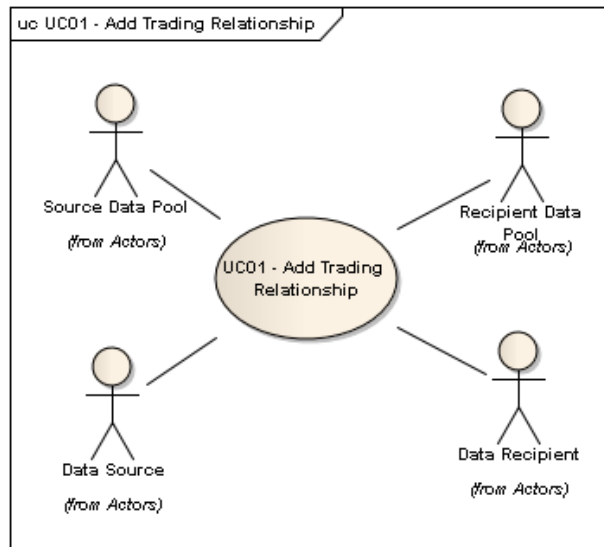 uc UC01 - Add Trading Relationship
Source Data Pool
(from Actors)
Recipient Data
Pool
(from Actors)
UC01 - Add Trading
Relationship
Data Source
(from Actors)
Data Recipient
(from Actors)